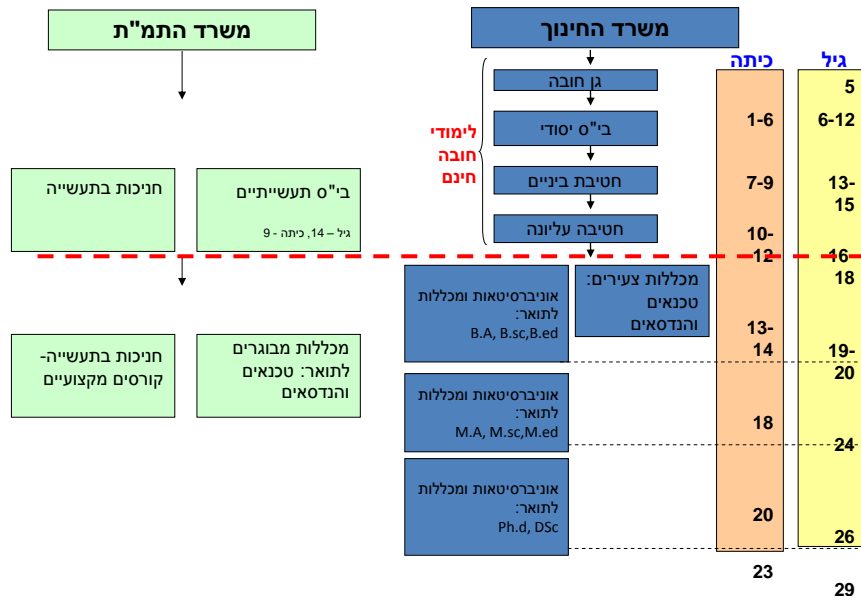 משרד החינוך
משרד התמ"ת
גיל
כיתה
גן חובה
בי"ס יסודי
חטיבת ביניים
חטיבה עליונה
לימודי
חובה
חינם
5
6-12
13-
15
16
18
19-
20
24
26
29
1-6
7-9
10-
12
13-
14
18
20
23
בי"ס תעשייתיים
גיל – 14, כיתה - 9
חניכות בתעשייה
מכללות צעירים:
טכנאים
והנדסאים
אוניברסיטאות ומכללות
לתואר:
B.A, B.sc,B.ed
אוניברסיטאות ומכללות
לתואר:
M.A, M.sc,M.ed
אוניברסיטאות ומכללות
לתואר:
Ph.d, DSc
מכללות מבוגרים
לתואר: טכנאים
והנדסאים
חניכות בתעשייה-
קורסים מקצועיים